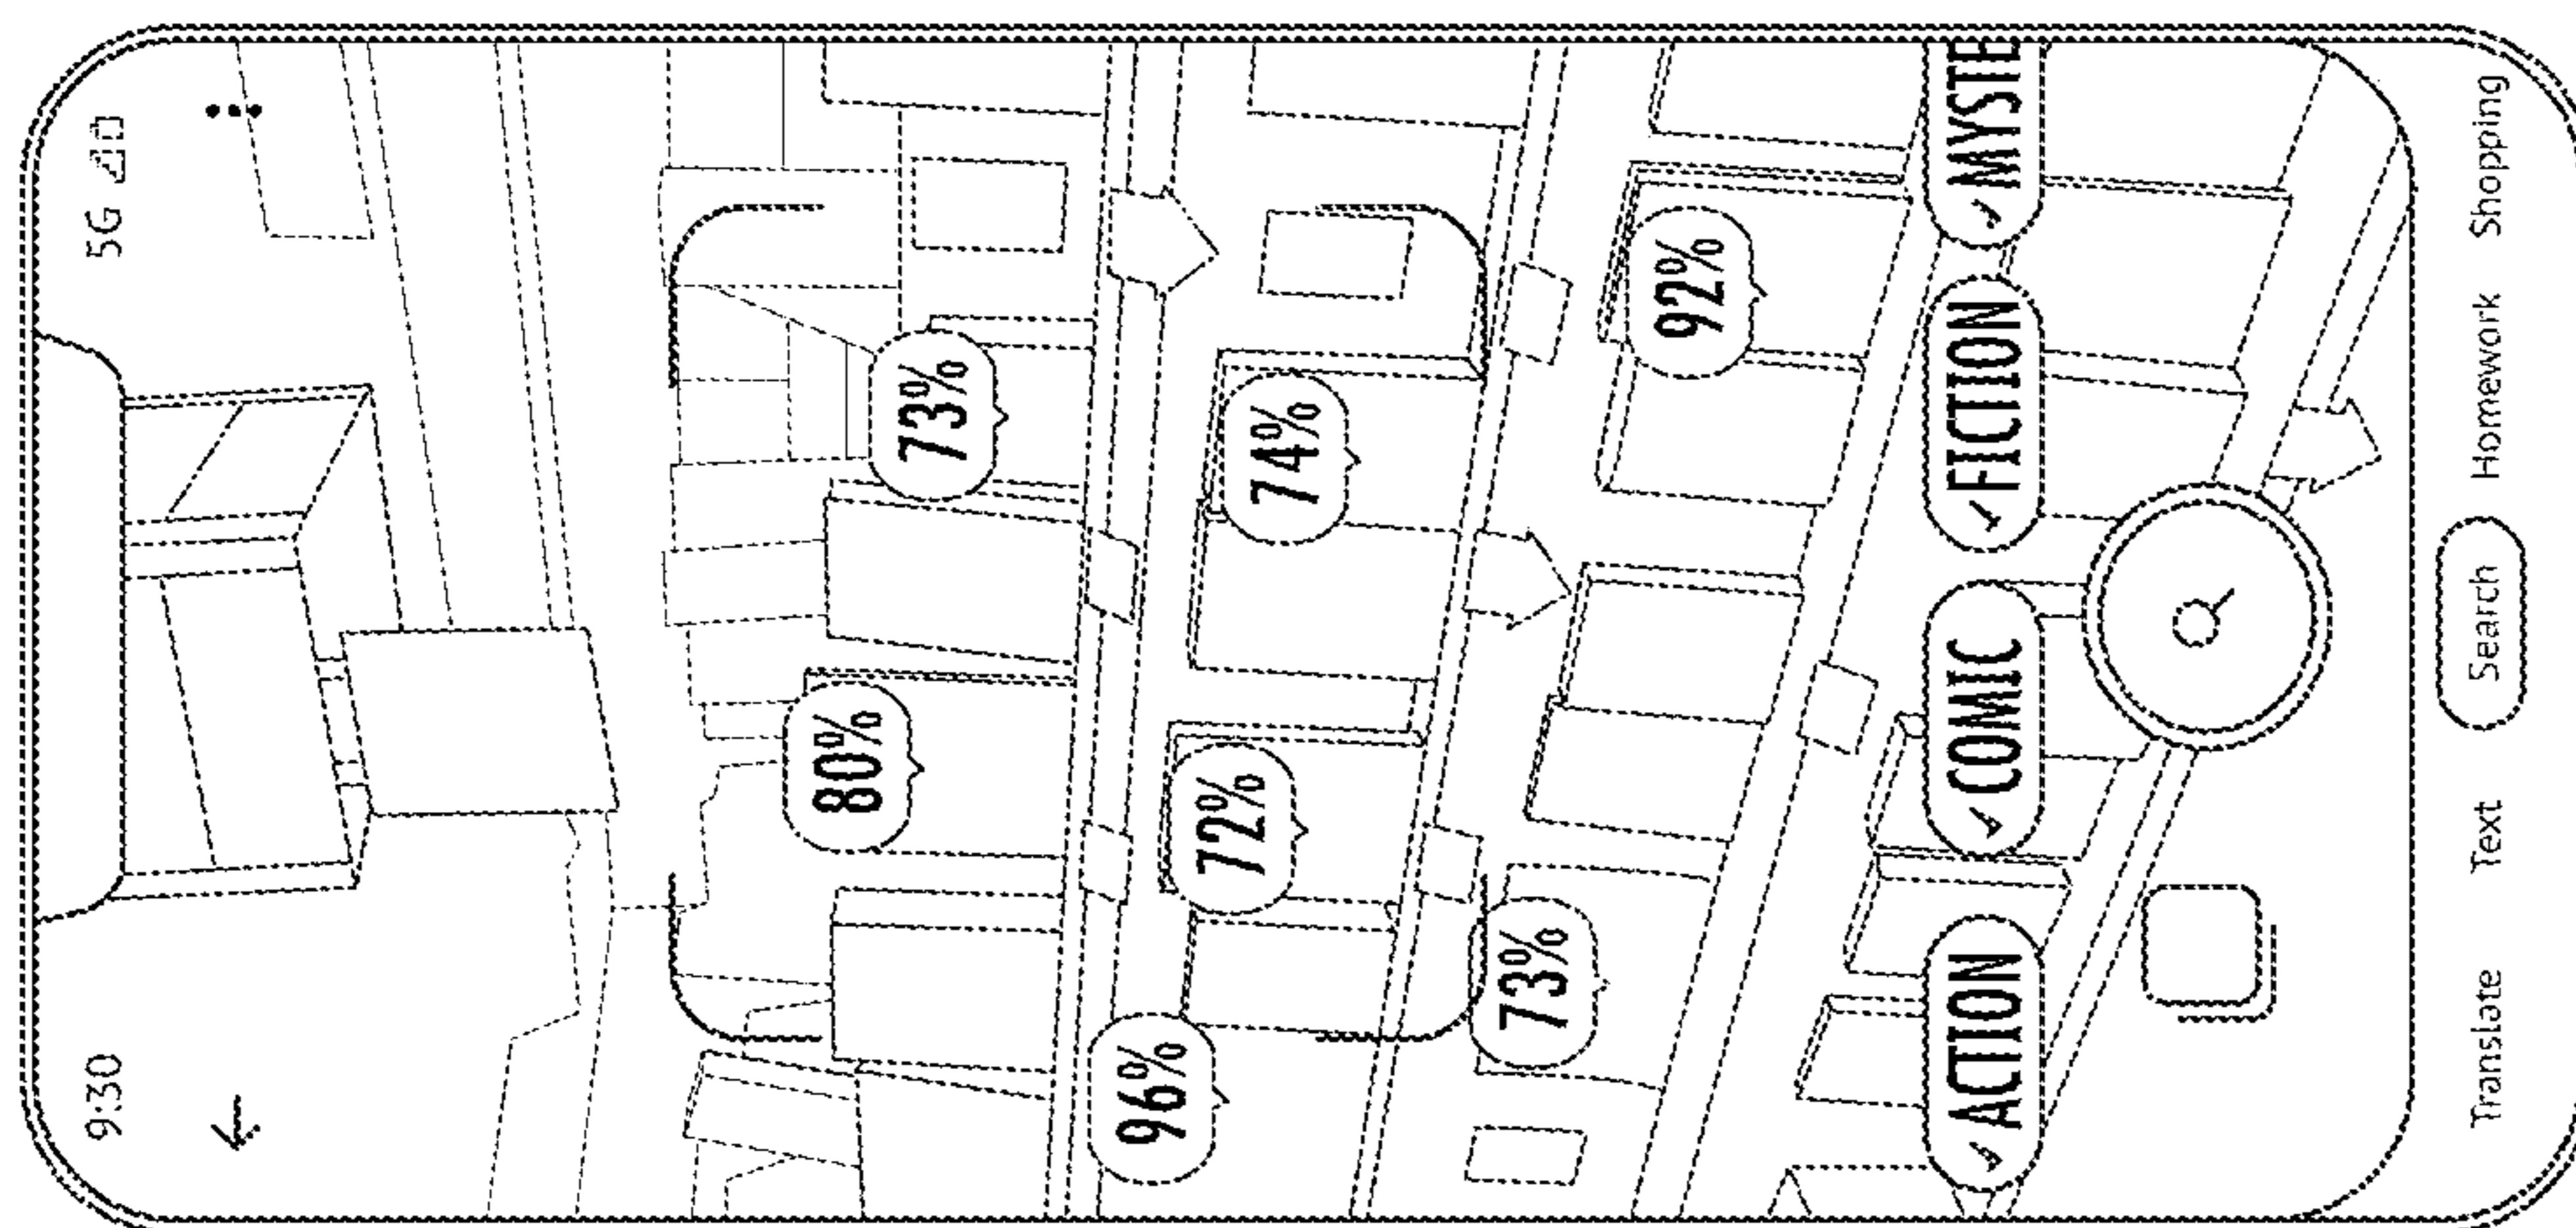 9:30 5G
80%
73%
96%
72%
74%
73%
92%
✓ACTION ✓COMIC ✓FICTION ✓MYSTE
Translate Text Search Homework Shopping